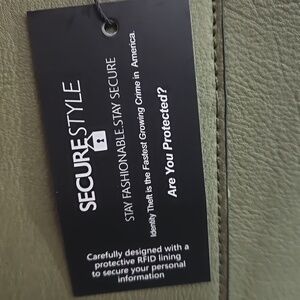 SECURESTYLE
STAY FASHIONABLE.STAY SECURE
Identity Theft is the Fastest Growing Crime in America.
Are You Protected?
Carefully designed with a
protective RFID lining
to secure your personal
information